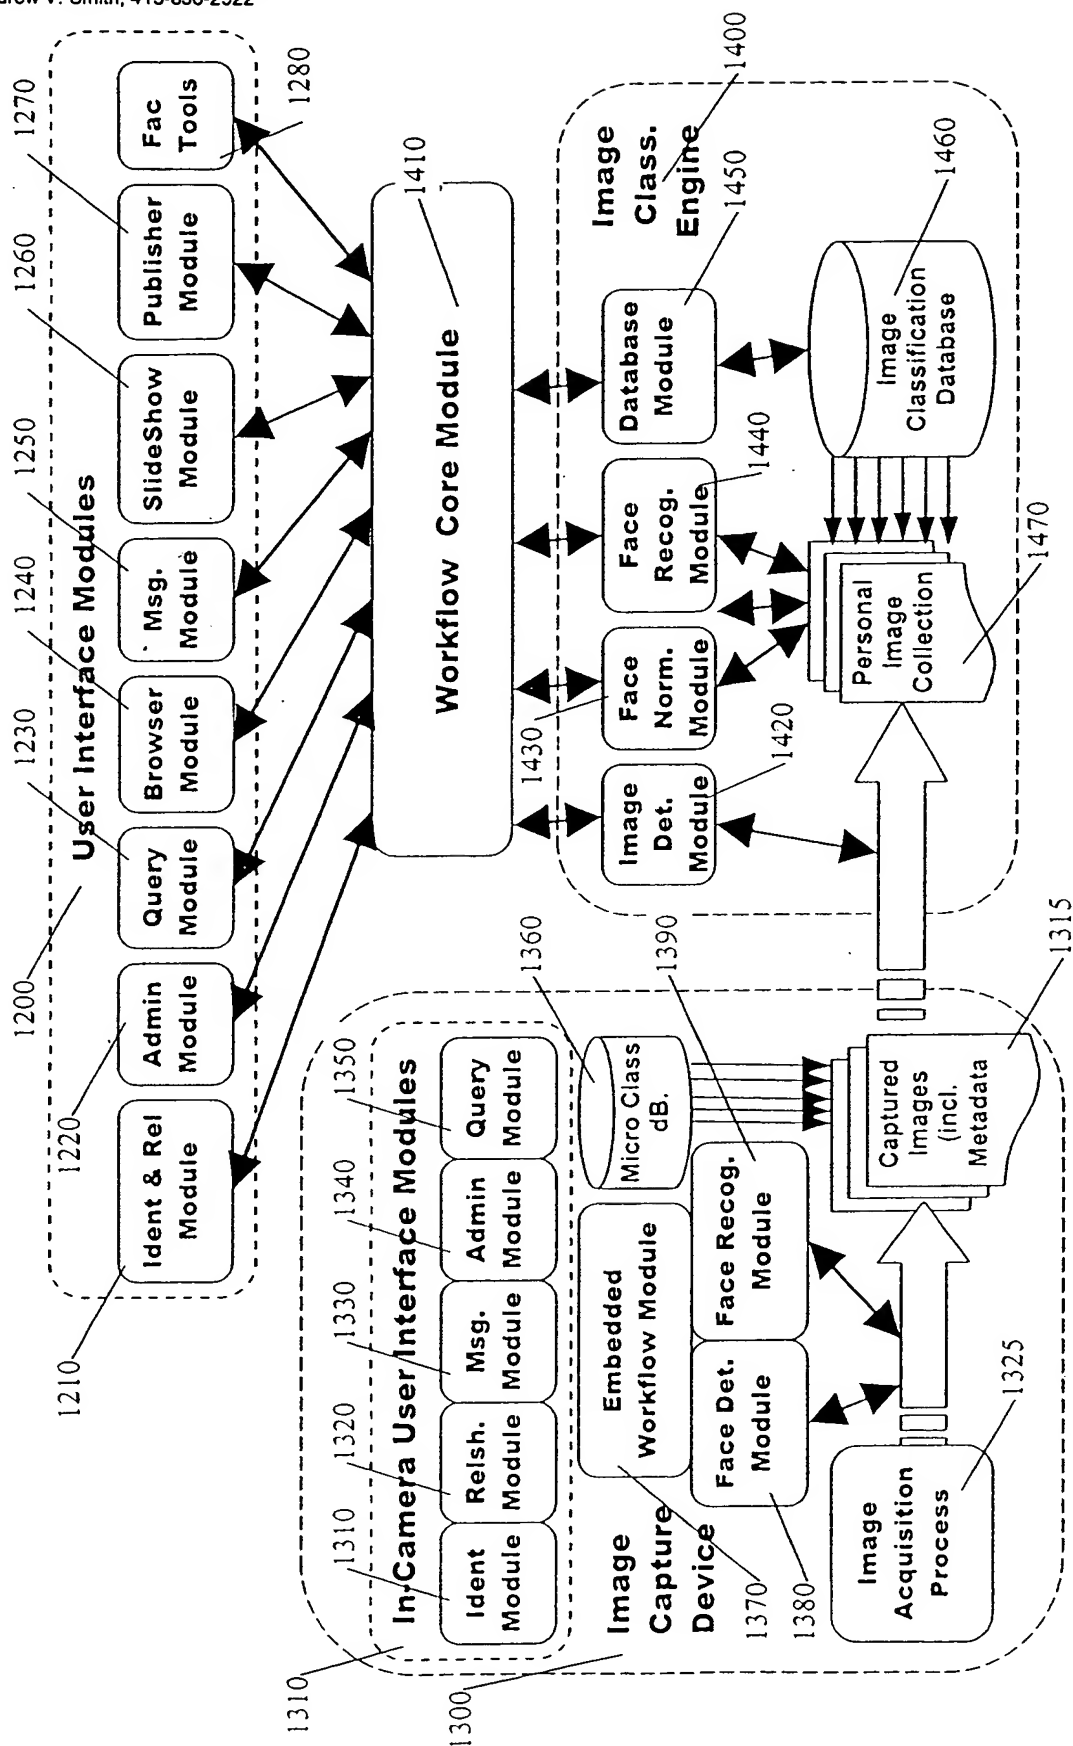 drew V. Smith, 415-856-2522
1200
User Interface Modules
1210
Ident & Rel
Module
1220
Admin
Module
1230
Query
Module
1240
Browser
Module
1250
Msg.
Module
1260
SlideShow
Module
1270
Publisher
Module
1280
Fac
Tools
Workflow Core Module
1410
1300
Image
Capture
Device
1310
In-Camera User Interface Modules
1310
Ident
Module
1320
Relsh.
Module
1330
Msg.
Module
1340
Admin
Module
1350
Query
Module
1360
Micro Class
dB.
1370
Embedded
Workflow Module
1380
Face Det.
Module
1390
Face Recog.
Module
1325
Image
Acquisition
Process
1315
Captured
Images
(incl.
Metadata
1400
Image
Class.
Engine
1420
Image
Det.
Module
1430
Face
Norm.
Module
1440
Face
Recog.
Module
1450
Database
Module
1460
Image
Classification
Database
1470
Personal
Image
Collection